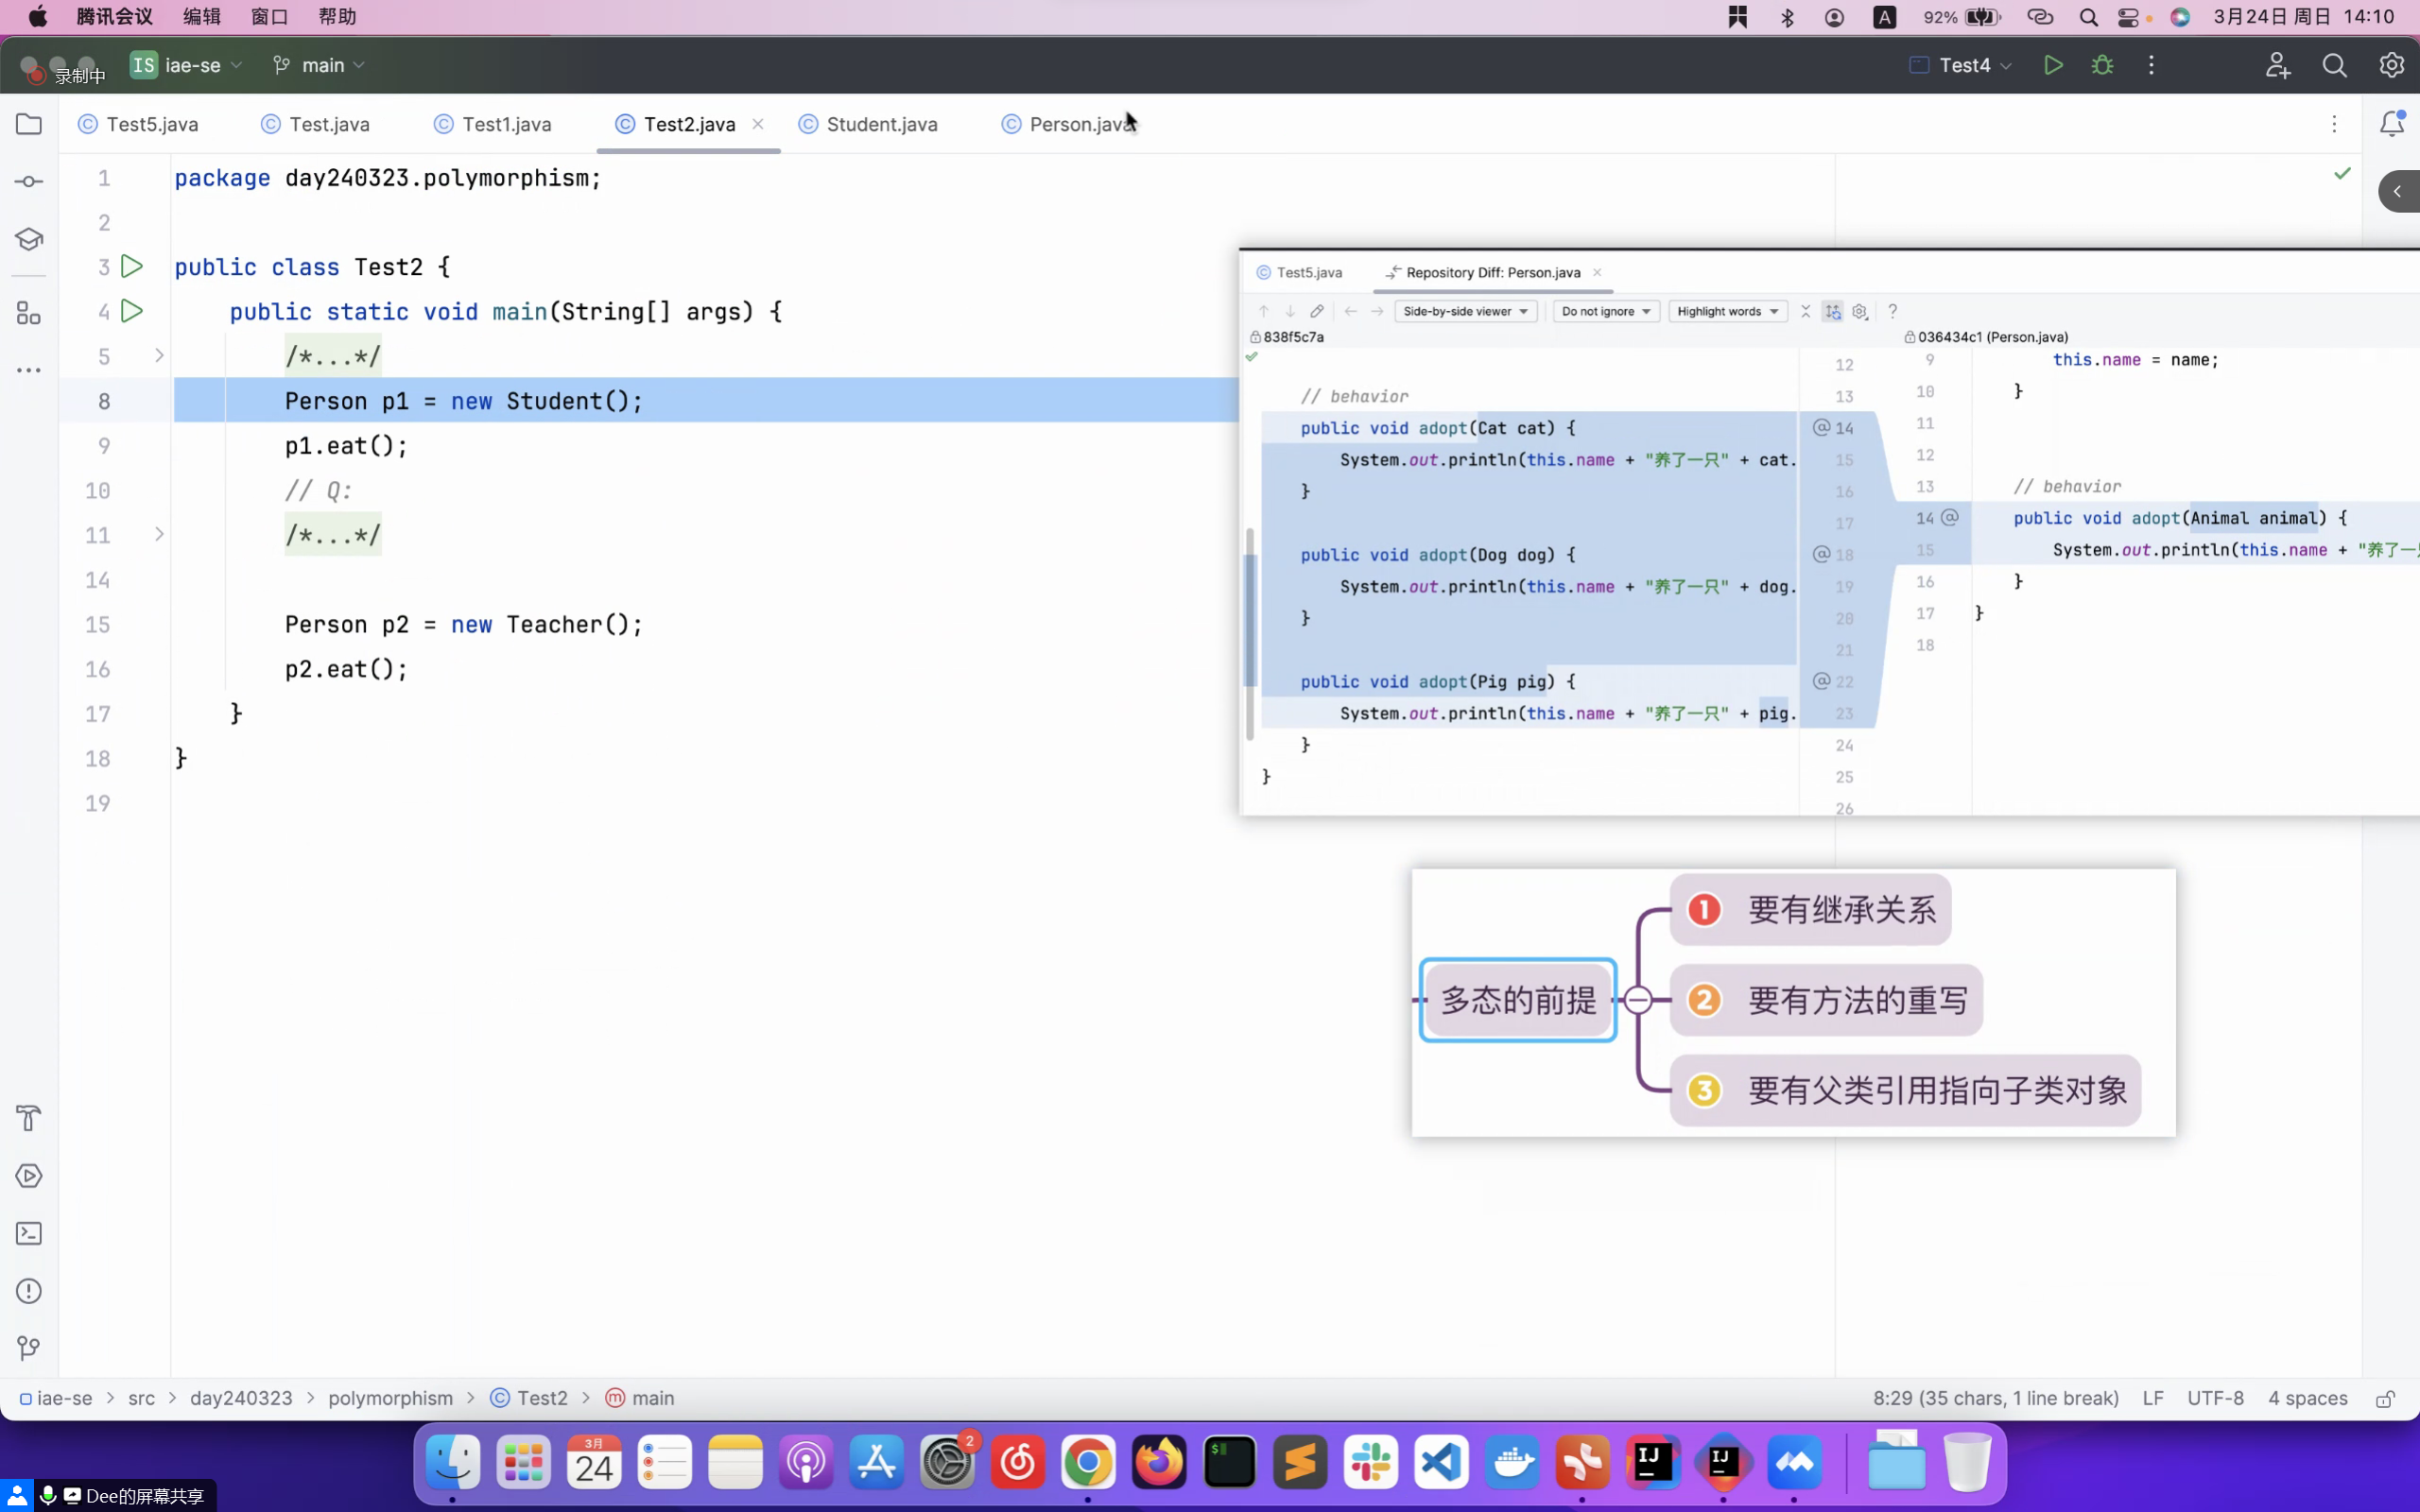 腾讯会议 编辑 窗口 帮助
A 92% 3月24日 周日 14:10
录制中 IS iae-se main Test4
Test5.java Test.java Test1.java Test2.java Student.java Person.java
1 package day240323.polymorphism;
2
3 public class Test2 {
4 public static void main(String[] args) {
5 /*...*/
8 Person p1 = new Student();
9 p1.eat();
10 // Q:
11 /*...*/
14
15 Person p2 = new Teacher();
16 p2.eat();
17 }
18 }
19
Test5.java Repository Diff: Person.java
Side-by-side viewer Do not ignore Highlight words ?
838f5c7a
12
// behavior 13
public void adopt(Cat cat) { @ 14
System.out.println(this.name + "养了一只" + cat. 15
} 16
17
public void adopt(Dog dog) { @ 18
System.out.println(this.name + "养了一只" + dog. 19
} 20
21
public void adopt(Pig pig) { @ 22
System.out.println(this.name + "养了一只" + pig. 23
} 24
} 25
26
036434c1 (Person.java)
9 this.name = name;
10 }
11
12
13 // behavior
14 @ public void adopt(Animal animal) {
15 System.out.println(this.name + "养了一
16 }
17 }
18
多态的前提
1 要有继承关系
2 要有方法的重写
3 要有父类引用指向子类对象
iae-se > src > day240323 > polymorphism > Test2 > main
8:29 (35 chars, 1 line break) LF UTF-8 4 spaces
3月
24
2
$
IJ
IJ
Dee的屏幕共享